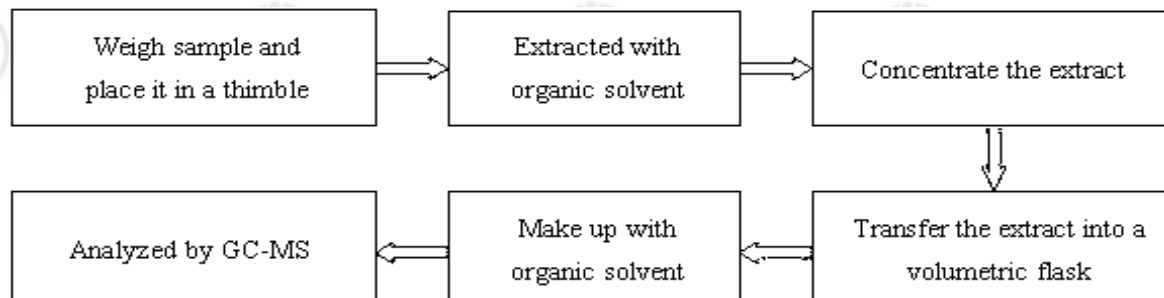 Weigh sample and
place it in a thimble
Extracted with
organic solvent
Concentrate the extract
Transfer the extract into a
volumetric flask
Make up with
organic solvent
Analyzed by GC-MS